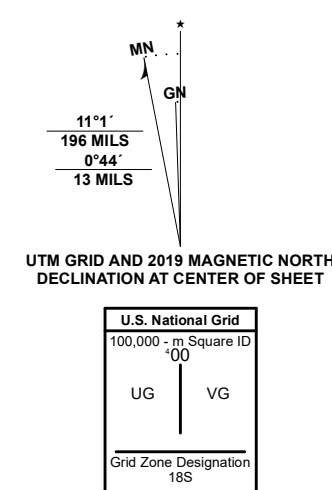 ★
MN
GN
11°1´
196 MILS
0°44´
13 MILS
UTM GRID AND 2019 MAGNETIC NORTH
DECLINATION AT CENTER OF SHEET
U.S. National Grid
100,000 - m Square ID
⁴00
UG VG
Grid Zone Designation
18S